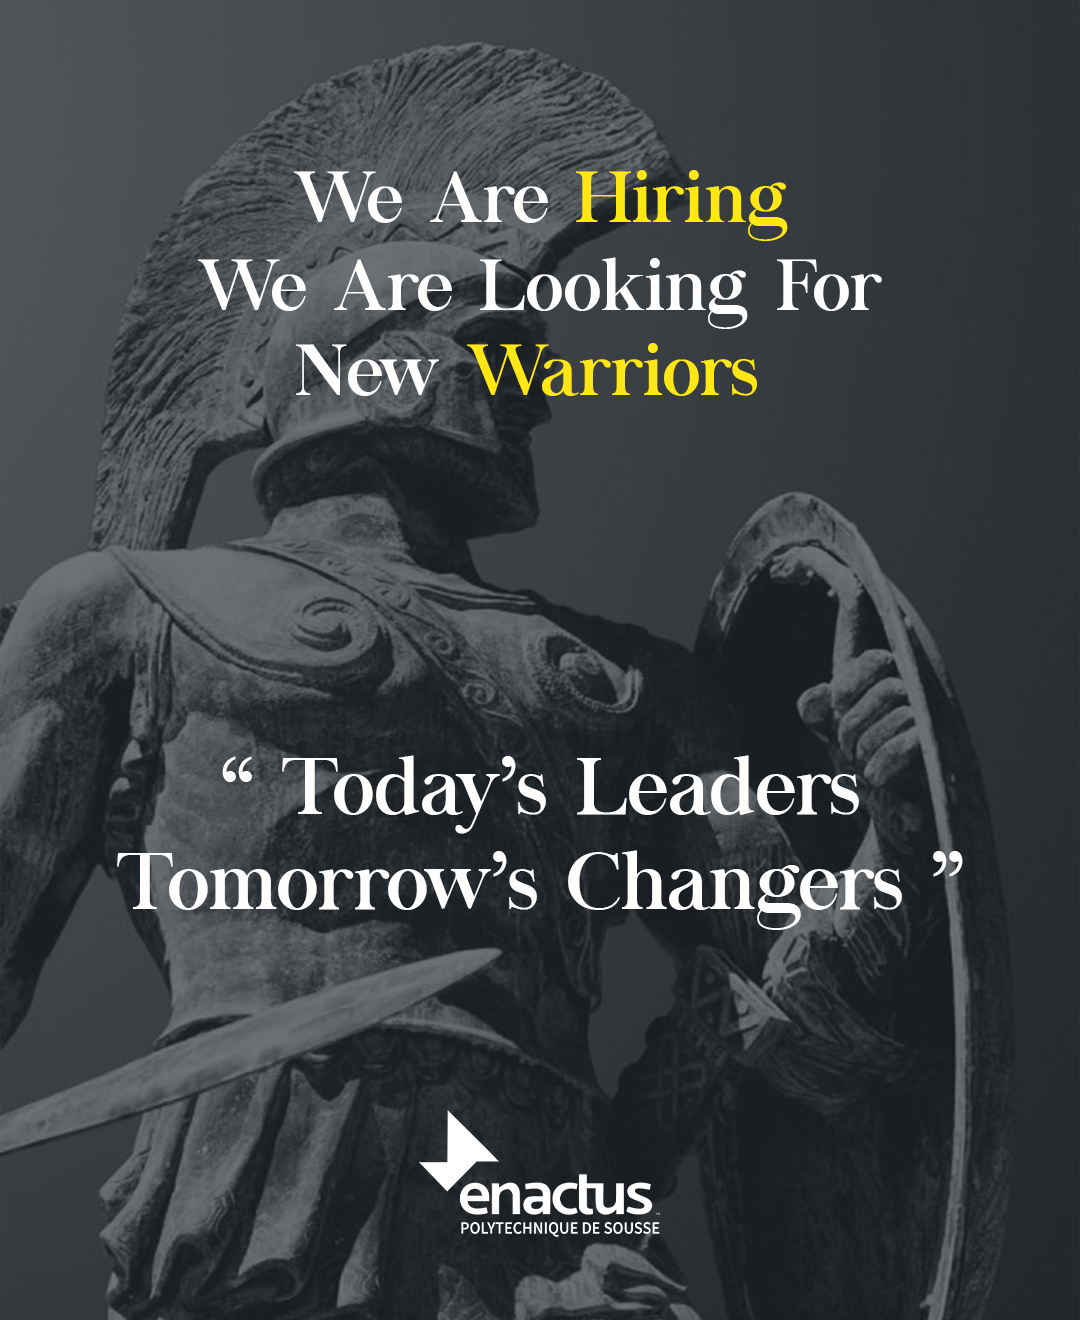 We Are Hiring
We Are Looking For
New Warriors
“ Today’s Leaders
Tomorrow’s Changers ”
enactus
POLYTECHNIQUE DE SOUSSE